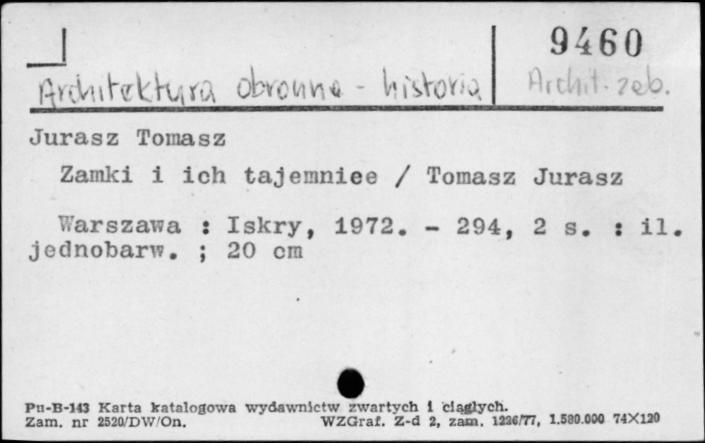 9460
Architektura obronna - historia
Archit. zab.
Jurasz Tomasz
Zamki i ich tajemniee / Tomasz Jurasz
Warszawa : Iskry, 1972. - 294, 2 s. : il.
jednobarw. ; 20 cm
Pu-B-143 Karta katalogowa wydawnictw zwartych i ciągłych.
Zam. nr 2520/DW/On. WZGraf. Z-d 2, zam. 1226/77, 1.580.000 74X120